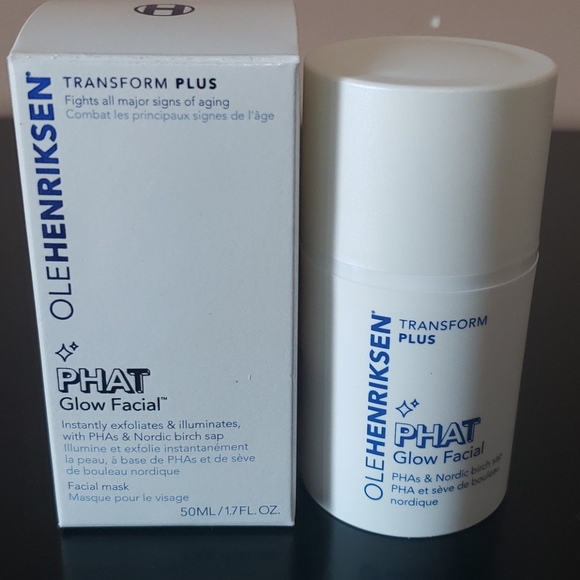 OLEHENRIKSEN®
TRANSFORM PLUS
Fights all major signs of aging
Combat les principaux signes de l'âge
PHAT
Glow Facial™
Instantly exfoliates & illuminates,
with PHAs & Nordic birch sap
Illumine et exfolie instantanément
la peau, à base de PHAs et de sève
de bouleau nordique
Facial mask
Masque pour le visage
50ML/1.7FL.OZ.
OLEHENRIKSEN®
TRANSFORM
PLUS
PHAT
Glow Facial
PHAs & Nordic birch sap
PHA et sève de bouleau
nordique